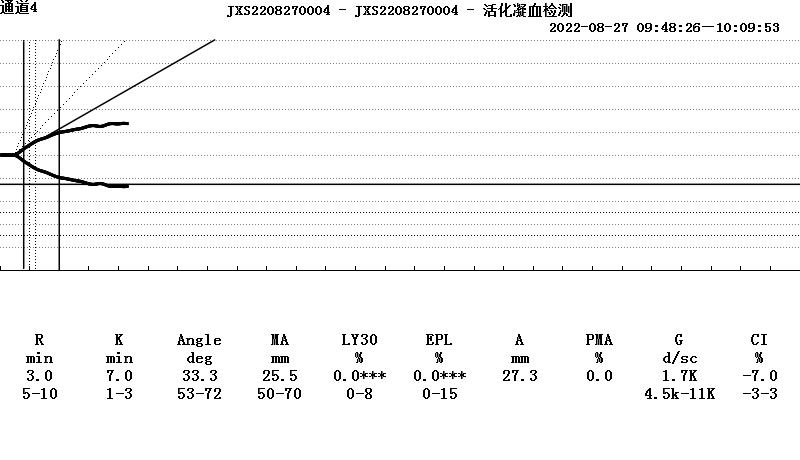 通道4
JXS2208270004 - JXS2208270004 - 活化凝血检测
2022-08-27 09:48:26-10:09:53
R K Angle MA LY30 EPL A PMA G CI
min min deg mm % % mm % d/sc %
3.0 7.0 33.3 25.5 0.0*** 0.0*** 27.3 0.0 1.7K -7.0
5-10 1-3 53-72 50-70 0-8 0-15 4.5k-11K -3-3